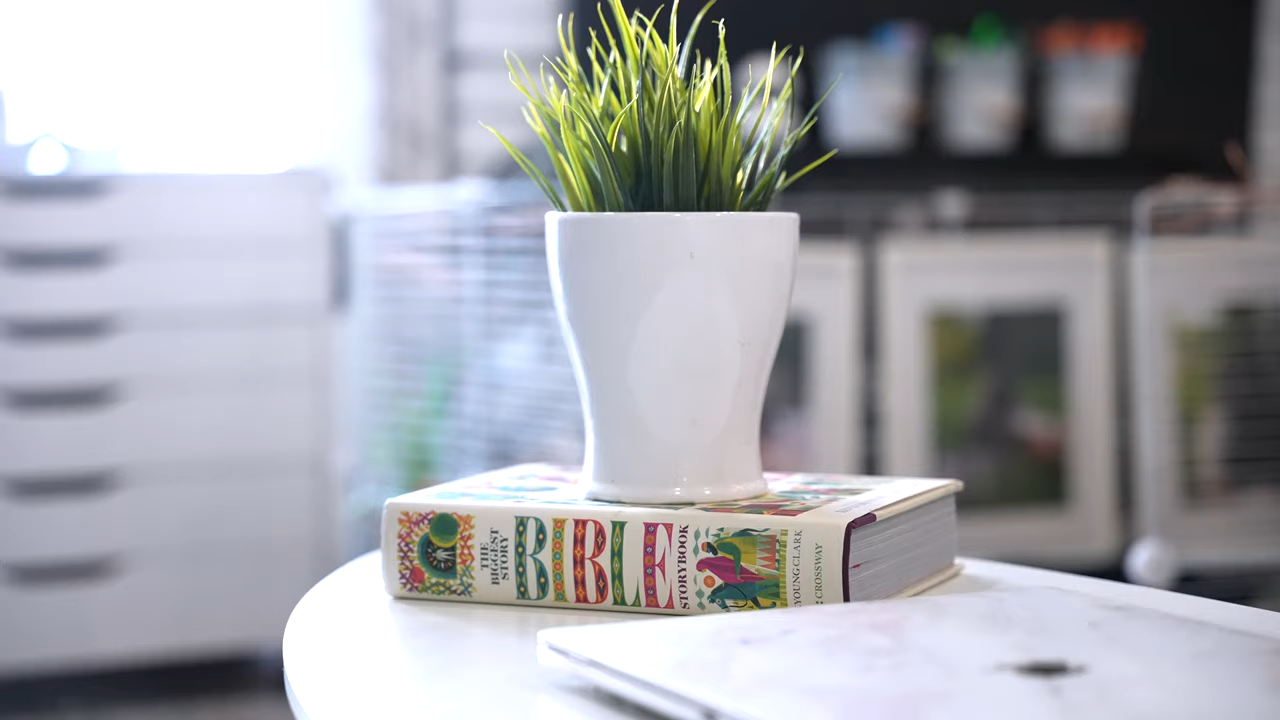 THE
BIGGEST
STORY
BIBLE
STORYBOOK
YOUNG CLARK
CROSSWAY